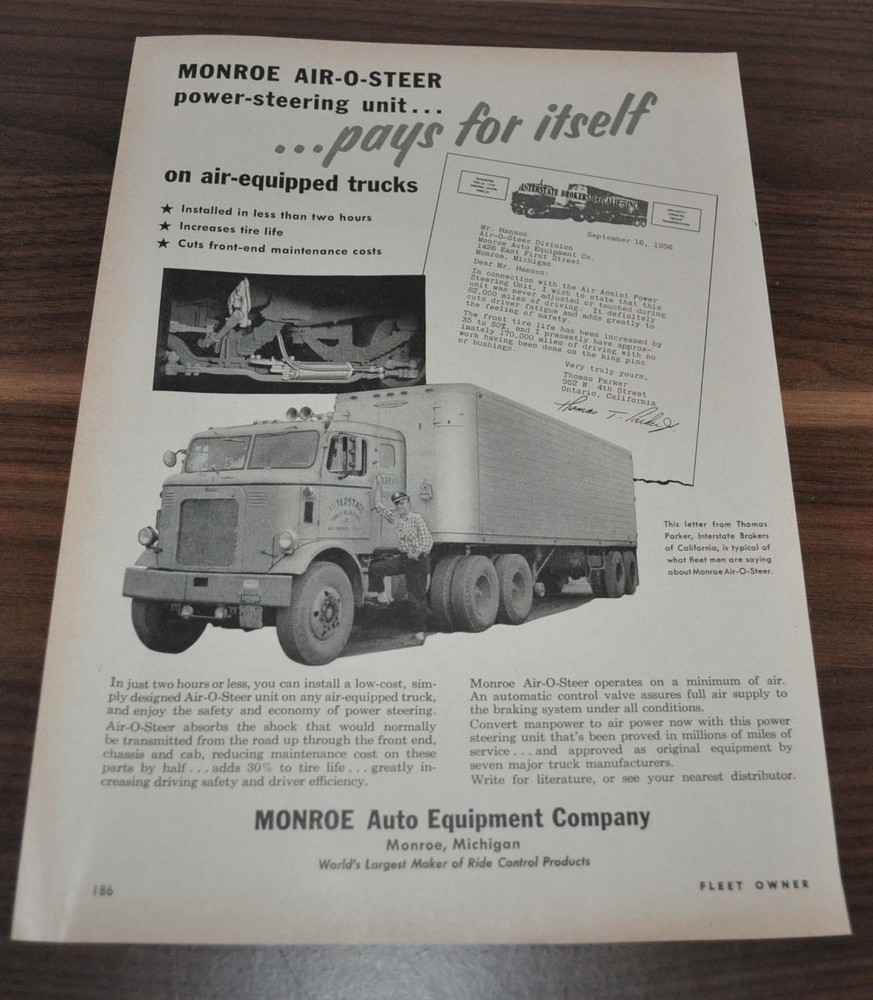 MONROE AIR-O-STEER
power-steering unit...
...pays for itself
on air-equipped trucks
★ Installed in less than two hours
★ Increases tire life
★ Cuts front-end maintenance costs
INTERSTATE BROKERS
September 16, 1956
Mr. Hanson
Air-O-Steer Division
Monroe Auto Equipment Co.
1426 East First Street
Monroe, Michigan
Dear Mr. Hanson:
In connection with the Air Assist Power
Steering Unit, I wish to state that this
unit was never adjusted or touched during
82,000 miles of driving. It definitely
cuts driver fatigue and adds greatly to
the feeling of safety.
The front tire life has been increased by
35 to 50%, and I presently have approx-
imately 170,000 miles of driving with no
work having been done on the king pins
or bushings.
Very truly yours,
Thomas Parker
952 W. 4th Street
Ontario, California
Thomas T. Parker Jr.
INTERSTATE
This letter from Thomas
Parker, Interstate Brokers
of California, is typical of
what fleet men are saying
about Monroe Air-O-Steer.
In just two hours or less, you can install a low-cost, sim-
ply designed Air-O-Steer unit on any air-equipped truck,
and enjoy the safety and economy of power steering.
Air-O-Steer absorbs the shock that would normally
be transmitted from the road up through the front end,
chassis and cab, reducing maintenance cost on these
parts by half...adds 30% to tire life...greatly in-
creasing driving safety and driver efficiency.
Monroe Air-O-Steer operates on a minimum of air.
An automatic control valve assures full air supply to
the braking system under all conditions.
Convert manpower to air power now with this power
steering unit that's been proved in millions of miles of
service...and approved as original equipment by
seven major truck manufacturers.
Write for literature, or see your nearest distributor.
MONROE Auto Equipment Company
Monroe, Michigan
World's Largest Maker of Ride Control Products
186
FLEET OWNER